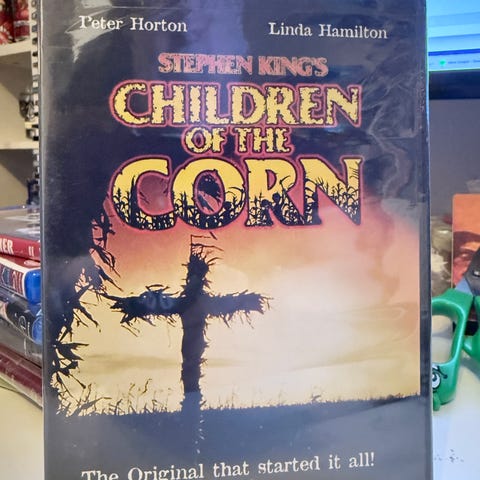 Peter Horton Linda Hamilton
STEPHEN KING'S
CHILDREN
OF THE
CORN
The Original that started it all!